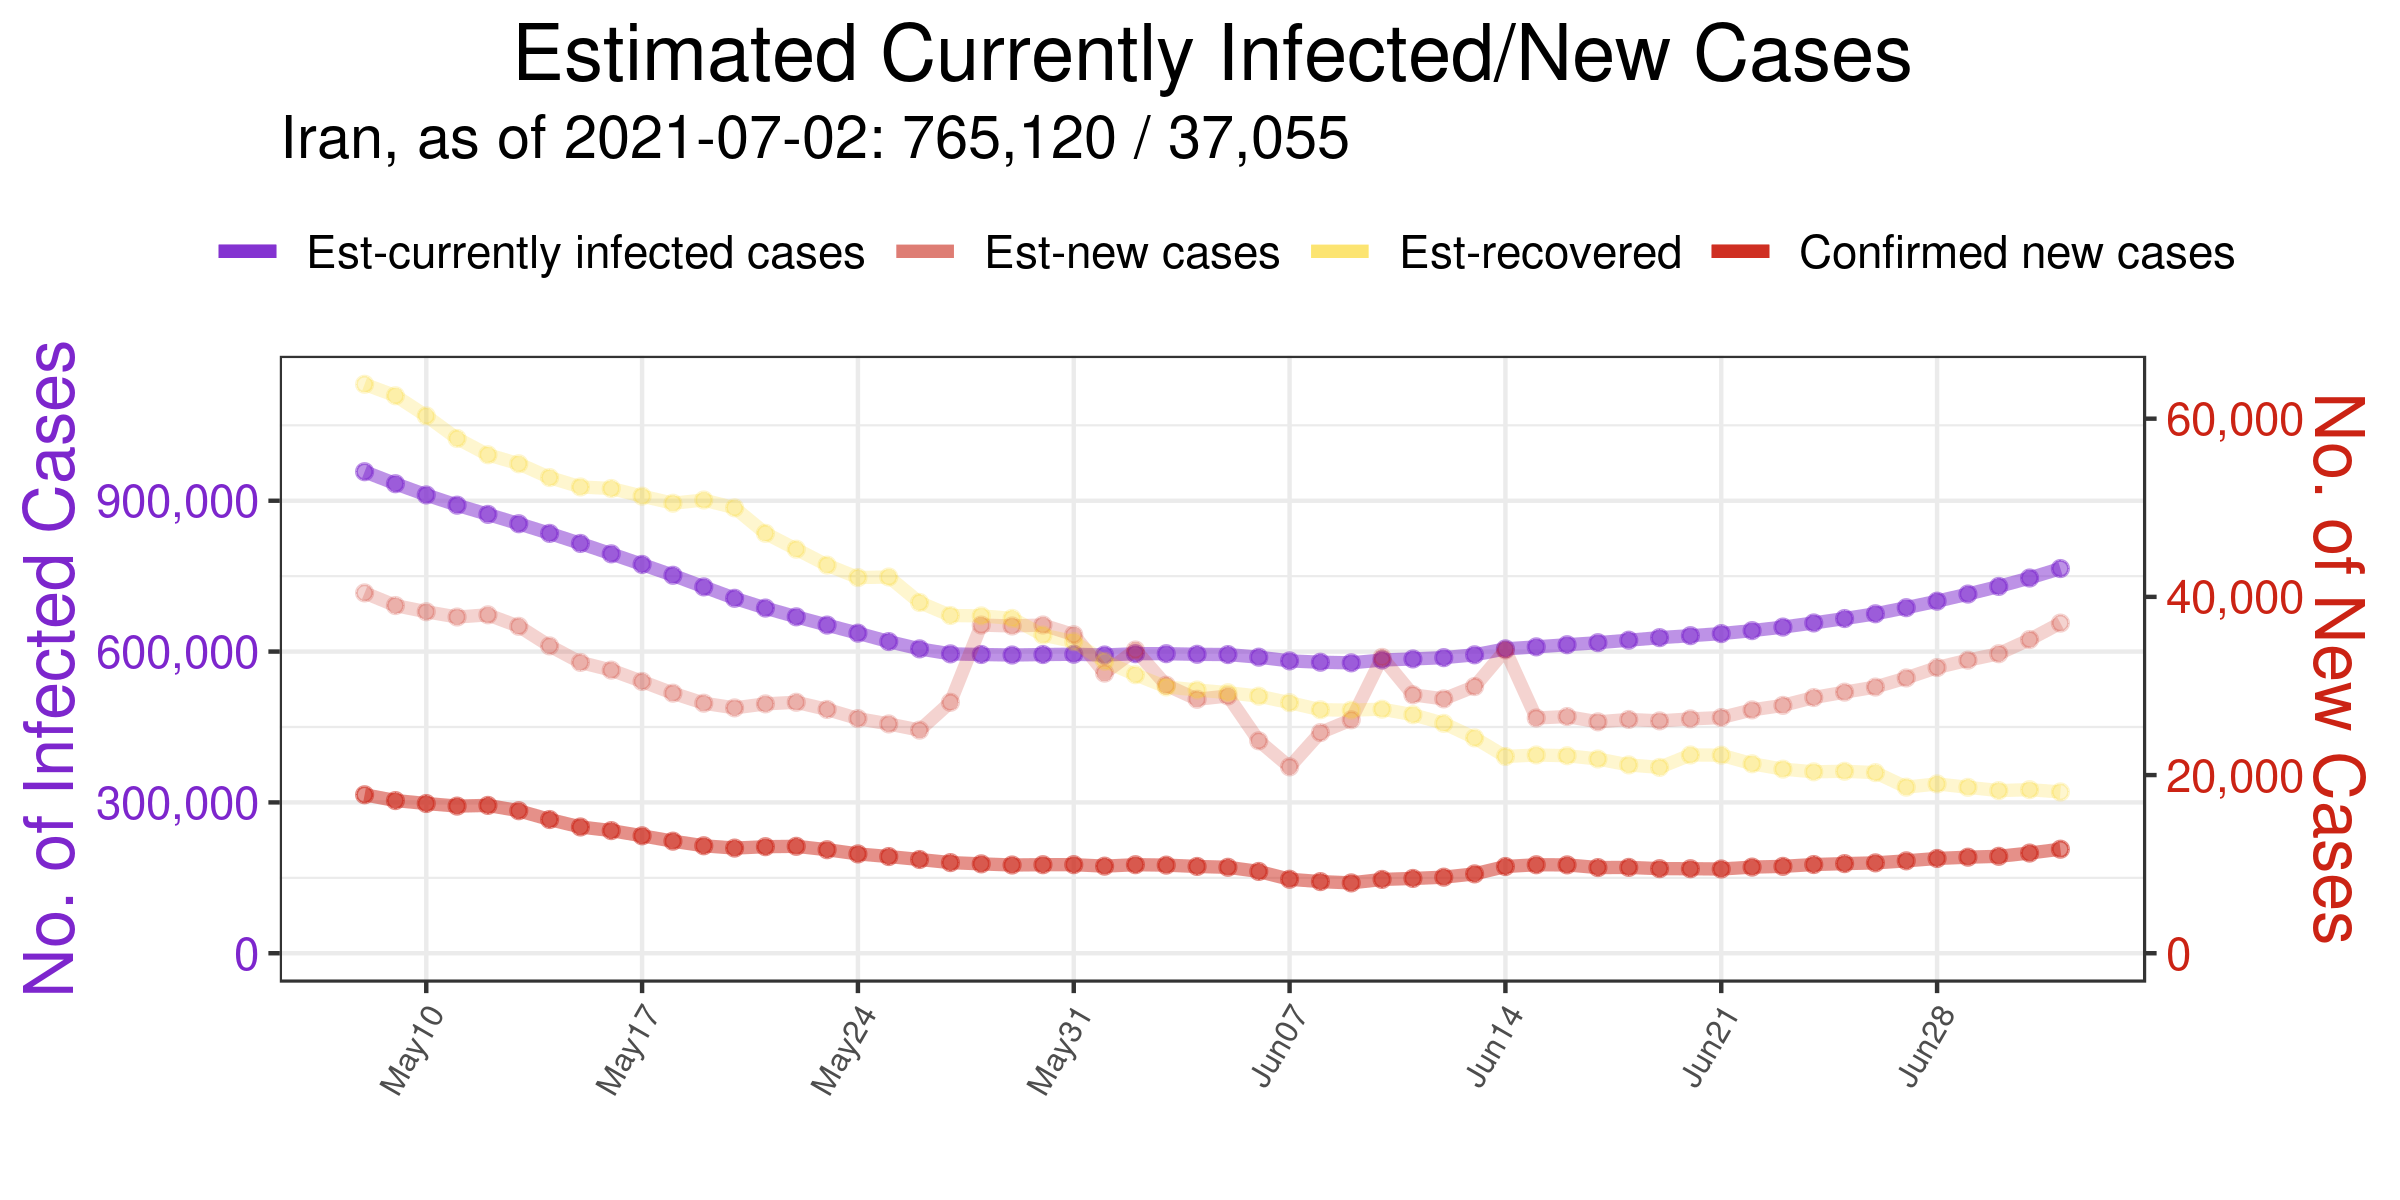 Estimated Currently Infected/New Cases
Iran, as of 2021-07-02: 765,120 / 37,055
Est-currently infected cases Est-new cases Est-recovered Confirmed new cases
No. of Infected Cases
900,000
600,000
300,000
0
60,000
40,000
20,000
0
No. of New Cases
May10 May17 May24 May31 Jun07 Jun14 Jun21 Jun28